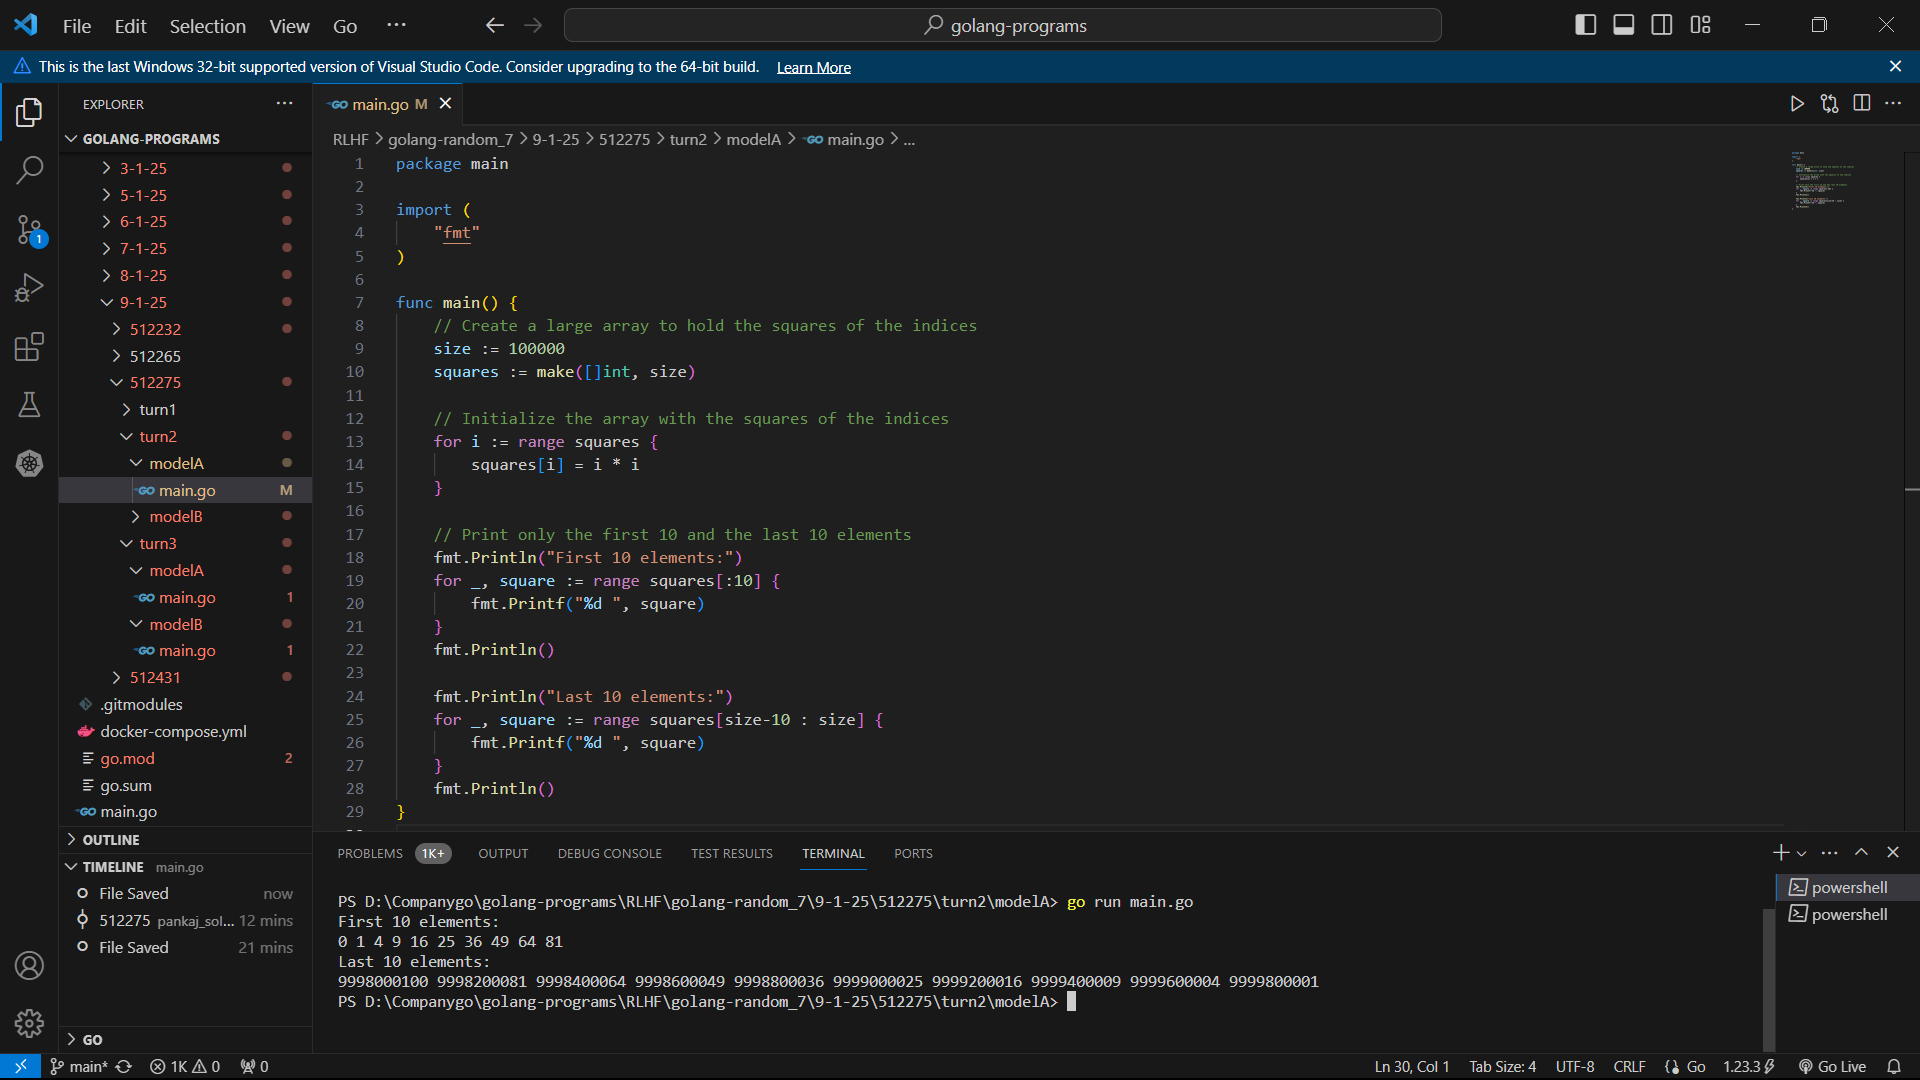 File Edit Selection View Go ···
golang-programs
This is the last Windows 32-bit supported version of Visual Studio Code. Consider upgrading to the 64-bit build. Learn More
EXPLORER
GOLANG-PROGRAMS
3-1-25
5-1-25
6-1-25
7-1-25
8-1-25
9-1-25
512232
512265
512275
turn1
turn2
modelA
main.go M
modelB
turn3
modelA
main.go 1
modelB
main.go 1
512431
.gitmodules
docker-compose.yml
go.mod 2
go.sum
main.go
OUTLINE
TIMELINE main.go
File Saved now
512275 pankaj_sol... 12 mins
File Saved 21 mins
GO
main.go M
RLHF > golang-random_7 > 9-1-25 > 512275 > turn2 > modelA > main.go > ...
1 package main
2
3 import (
4 "fmt"
5 )
6
7 func main() {
8 // Create a large array to hold the squares of the indices
9 size := 100000
10 squares := make([]int, size)
11
12 // Initialize the array with the squares of the indices
13 for i := range squares {
14 squares[i] = i * i
15 }
16
17 // Print only the first 10 and the last 10 elements
18 fmt.Println("First 10 elements:")
19 for _, square := range squares[:10] {
20 fmt.Printf("%d ", square)
21 }
22 fmt.Println()
23
24 fmt.Println("Last 10 elements:")
25 for _, square := range squares[size-10 : size] {
26 fmt.Printf("%d ", square)
27 }
28 fmt.Println()
29 }
PROBLEMS 1K+ OUTPUT DEBUG CONSOLE TEST RESULTS TERMINAL PORTS
PS D:\Companygo\golang-programs\RLHF\golang-random_7\9-1-25\512275\turn2\modelA> go run main.go
First 10 elements:
0 1 4 9 16 25 36 49 64 81
Last 10 elements:
9998000100 9998200081 9998400064 9998600049 9998800036 9999000025 9999200016 9999400009 9999600004 9999800001
PS D:\Companygo\golang-programs\RLHF\golang-random_7\9-1-25\512275\turn2\modelA>
powershell
powershell
1
main* 1K 0 0
Ln 30, Col 1 Tab Size: 4 UTF-8 CRLF Go 1.23.3 Go Live